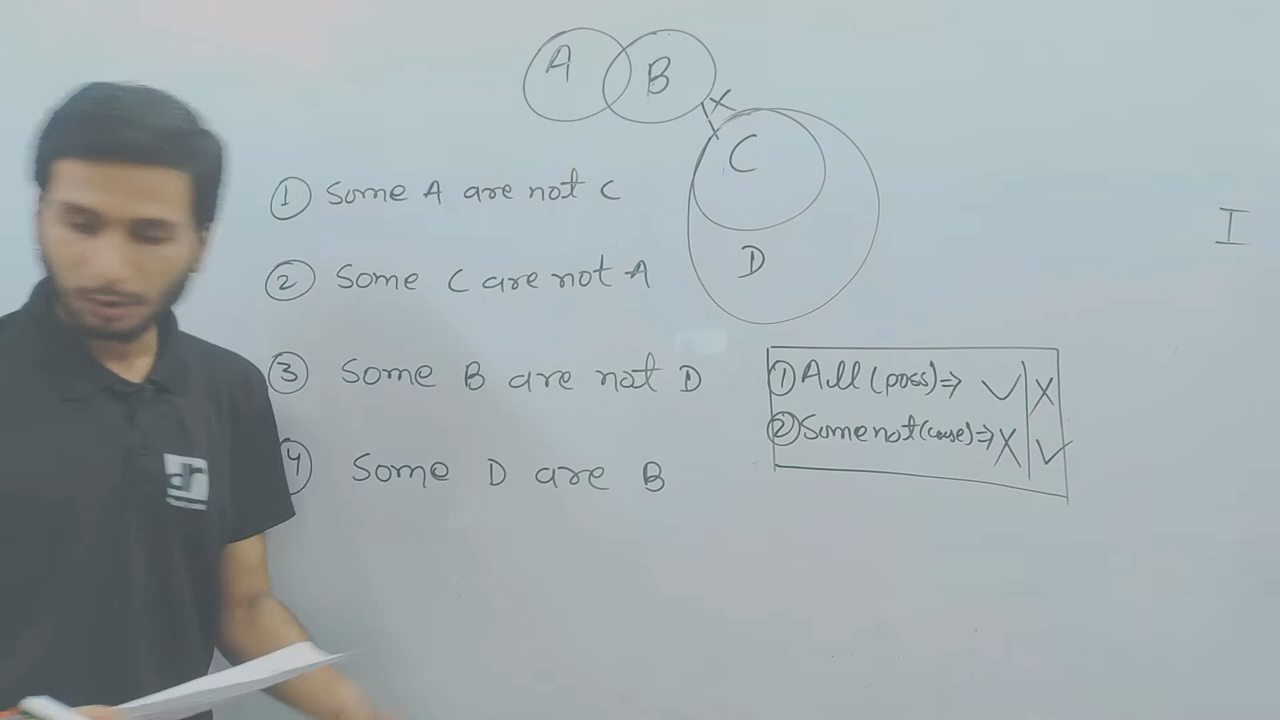 A B
X
C
D
① Some A are not C
② Some C are not A
③ Some B are not D
④ Some D are B
I
① All (poss) ⇒ ✓ | X
② Some not (case) ⇒ X | ✓